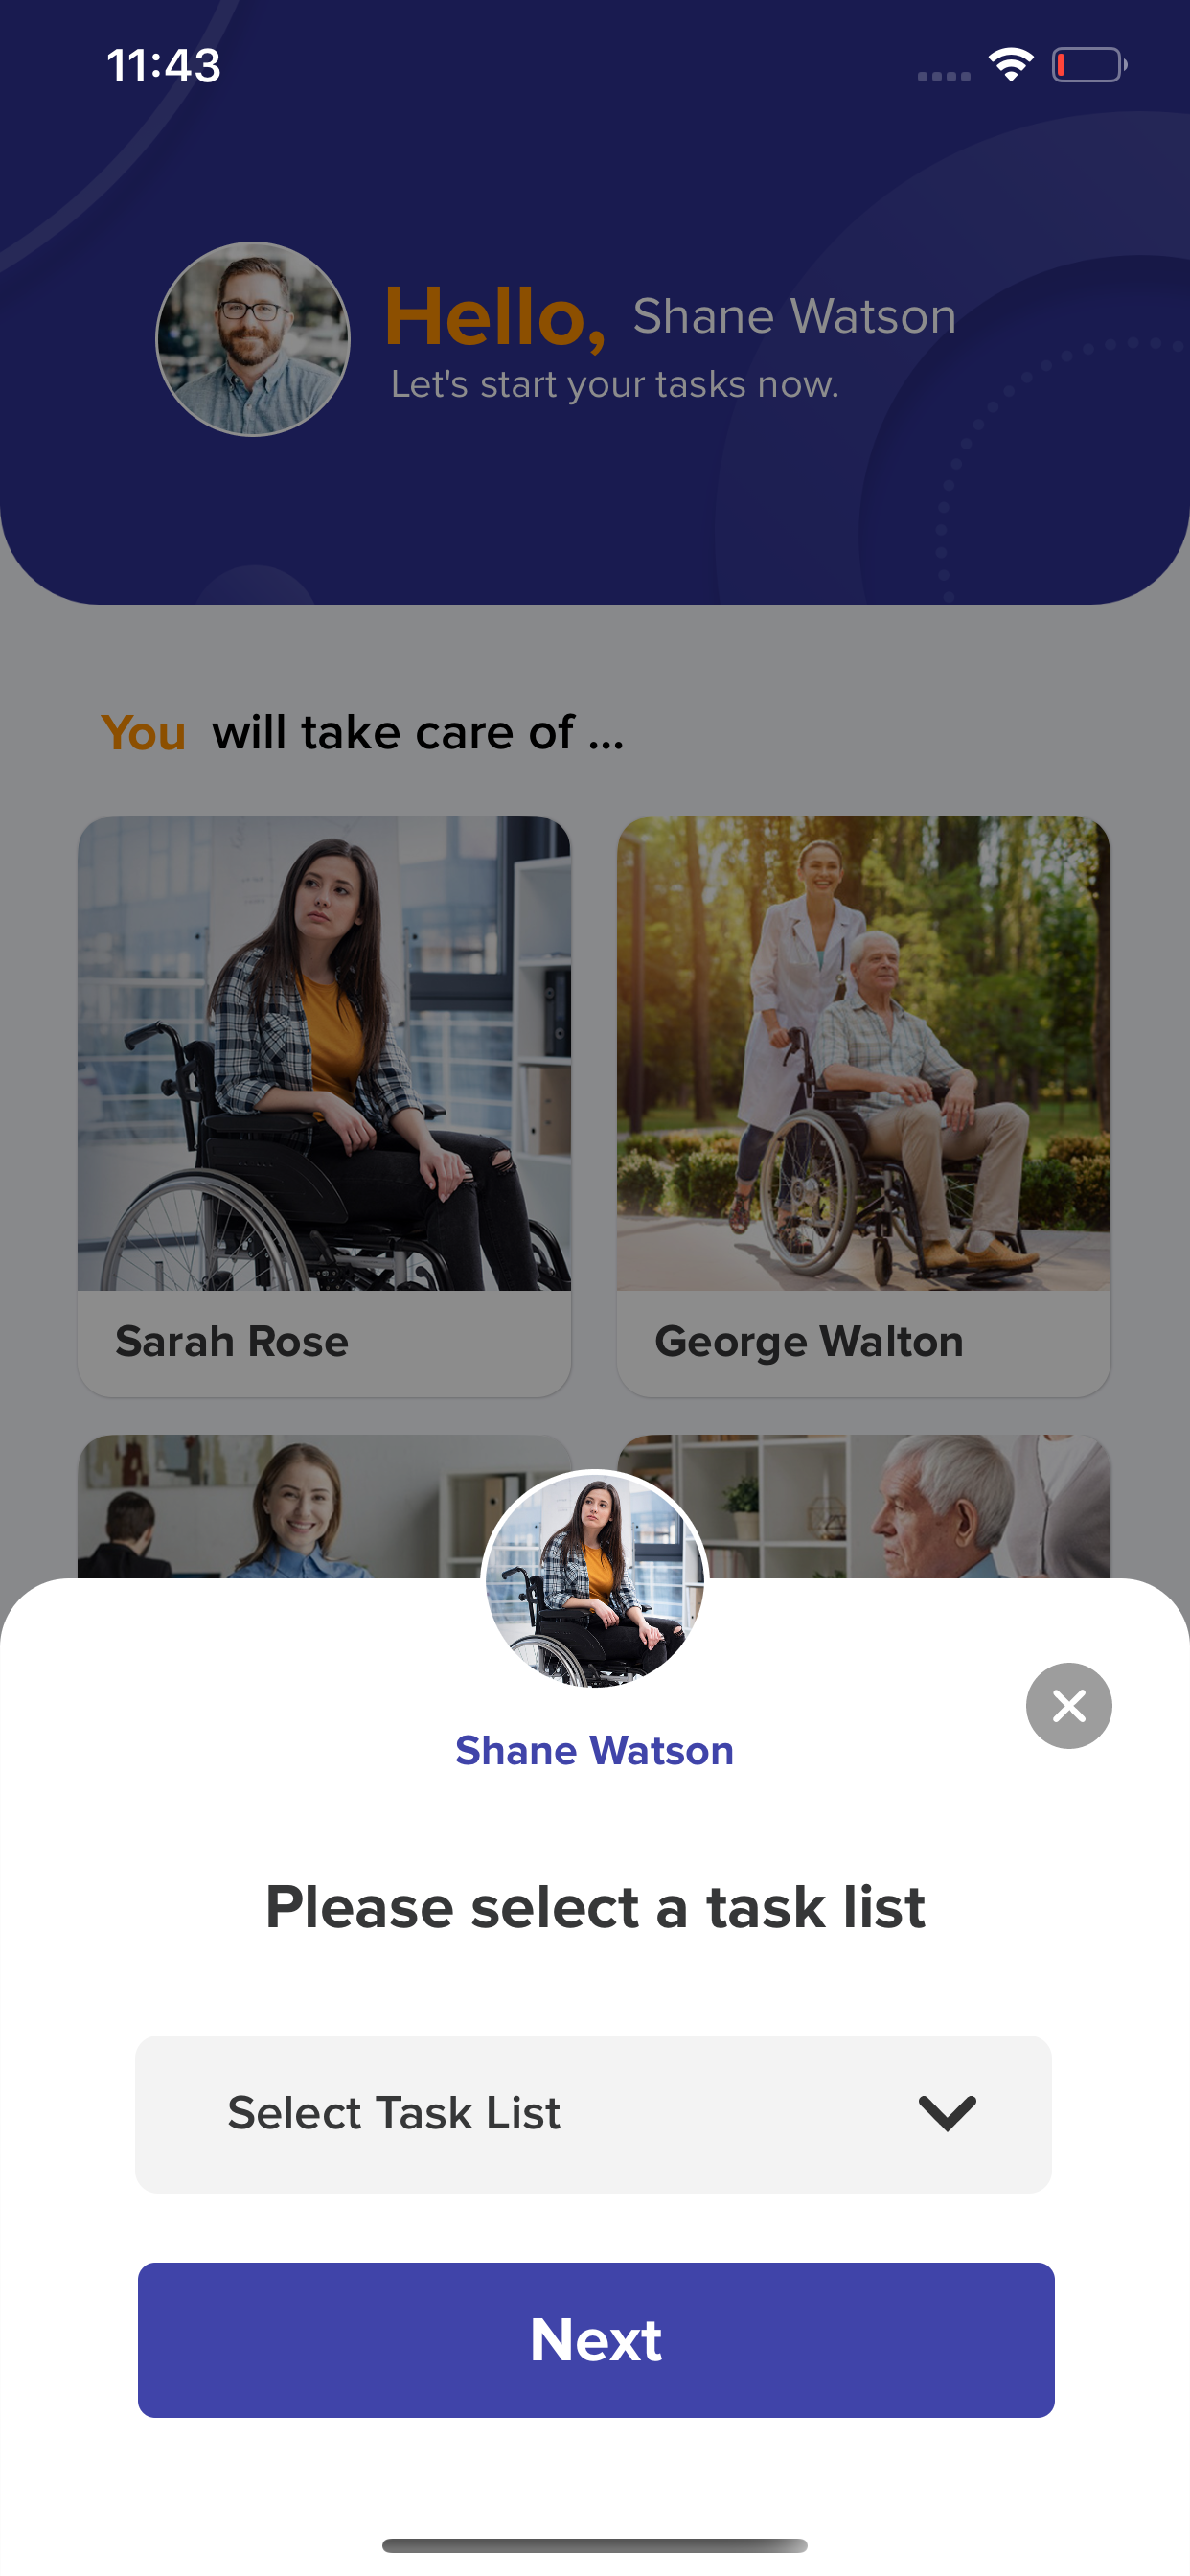 11:43
Hello, Shane Watson
Let's start your tasks now.
You will take care of ...
Sarah Rose
George Walton
Shane Watson
Please select a task list
Select Task List
Next